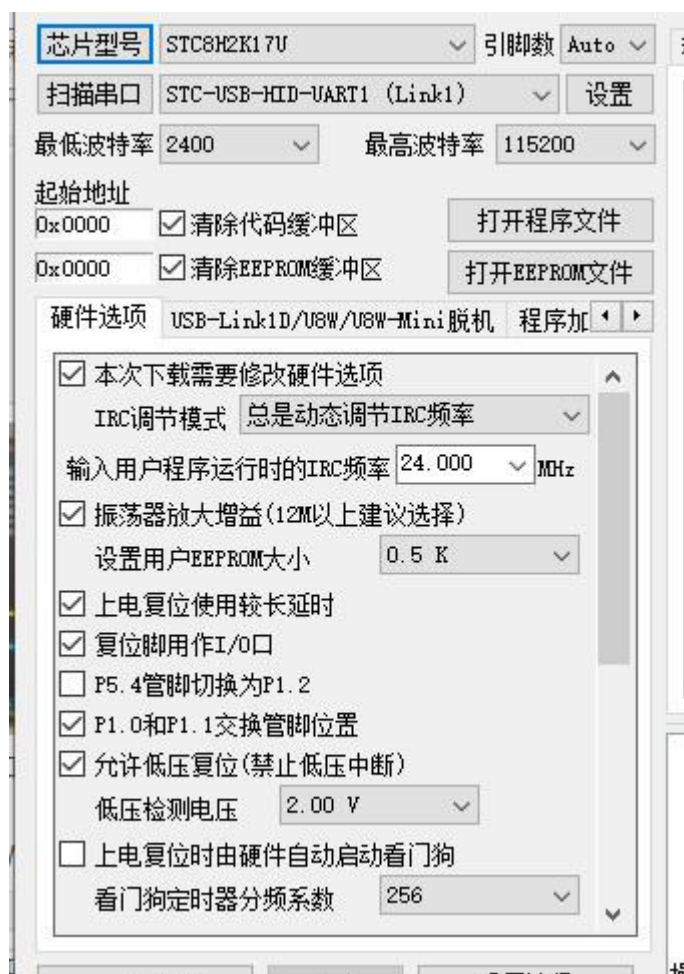 芯片型号 STC8H2K17U 引脚数 Auto
扫描串口 STC-USB-HID-UART1 (Link1) 设置
最低波特率 2400 最高波特率 115200
起始地址
0x0000 清除代码缓冲区 打开程序文件
0x0000 清除EEPROM缓冲区 打开EEPROM文件
硬件选项 USB-Link1D/U8W/U8W-Mini脱机 程序加
本次下载需要修改硬件选项
IRC调节模式 总是动态调节IRC频率
输入用户程序运行时的IRC频率 24.000 MHz
振荡器放大增益(12M以上建议选择)
设置用户EEPROM大小 0.5 K
上电复位使用较长延时
复位脚用作I/O口
P5.4管脚切换为P1.2
P1.0和P1.1交换管脚位置
允许低压复位(禁止低压中断)
低压检测电压 2.00 V
上电复位时由硬件自动启动看门狗
看门狗定时器分频系数 256